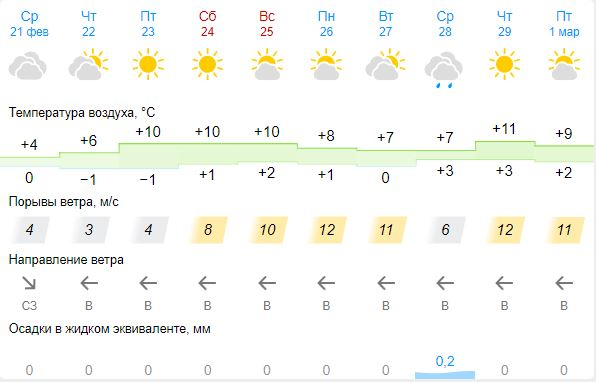 Ср Чт Пт Сб Вс Пн Вт Ср Чт Пт
21 фев 22 23 24 25 26 27 28 29 1 мар
Температура воздуха, °C
+4 +6 +10 +10 +10 +8 +7 +7 +11 +9
0 −1 −1 +1 +2 +1 0 +3 +3 +2
Порывы ветра, м/с
4 3 4 8 10 12 11 6 12 11
Направление ветра
СЗ В В В В В В В В В
Осадки в жидком эквиваленте, мм
0 0 0 0 0 0 0 0,2 0 0